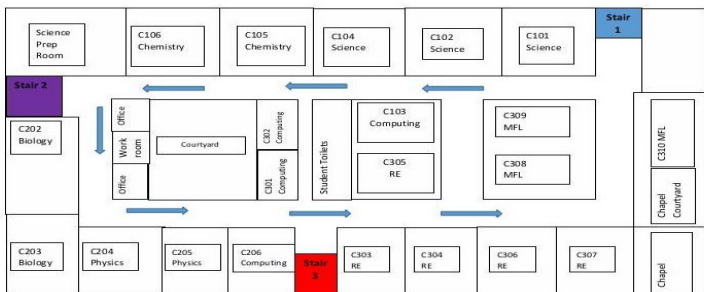 Science
Prep
Room
C106
Chemistry
C105
Chemistry
C104
Science
C102
Science
C101
Science
Stair
1
Stair 2
C202
Biology
Office
Work
room
Office
Courtyard
C302
Computing
C301
Computing
Student Toilets
C103
Computing
C305
RE
C309
MFL
C308
MFL
C310 MFL
Chapel
Courtyard
C203
Biology
C204
Physics
C205
Physics
C206
Computing
Stair
3
C303
RE
C304
RE
C306
RE
C307
RE
Chapel